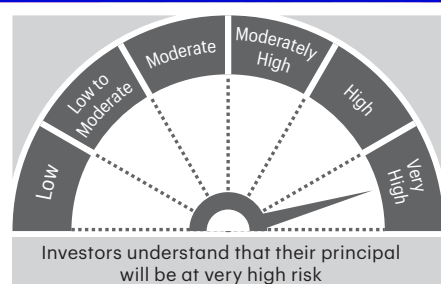 Low
Low to
Moderate
Moderate
Moderately
High
High
Very
High
Investors understand that their principal
will be at very high risk